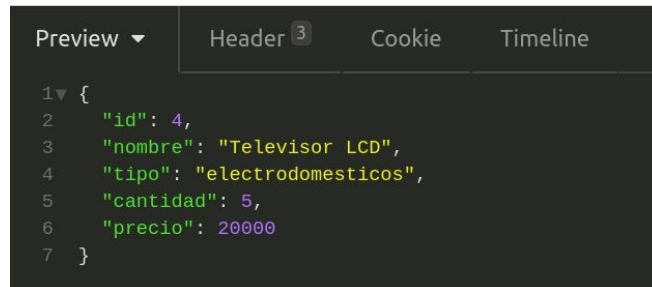 Preview Header 3 Cookie Timeline
1 {
2 "id": 4,
3 "nombre": "Televisor LCD",
4 "tipo": "electrodomesticos",
5 "cantidad": 5,
6 "precio": 20000
7 }